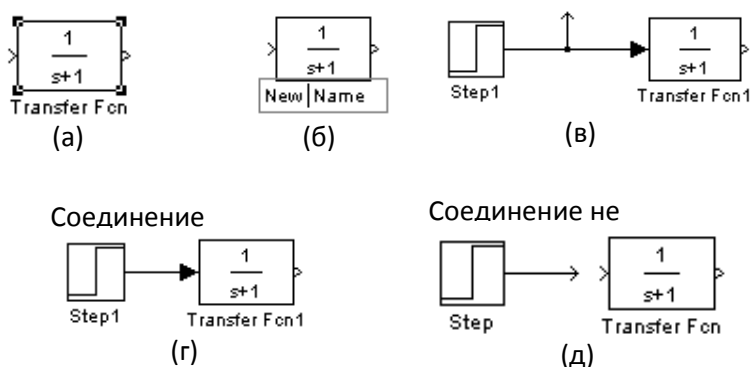 1
s+1
Transfer Fcn
(а)
1
s+1
New Name
(б)
Step1
1
s+1
Transfer Fcn1
(в)
Соединение
Step1
1
s+1
Transfer Fcn1
(г)
Соединение не
Step
1
s+1
Transfer Fcn
(д)